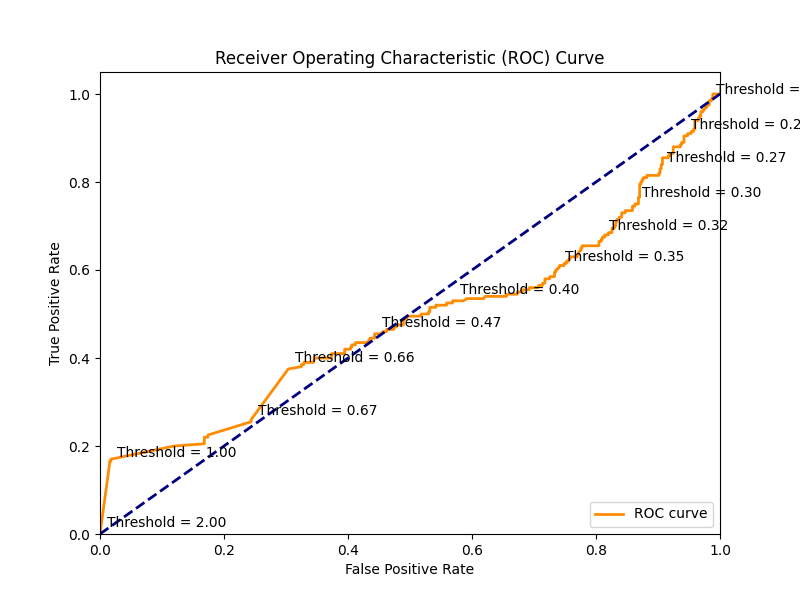 Receiver Operating Characteristic (ROC) Curve
True Positive Rate
1.0
0.8
0.6
0.4
0.2
0.0
Threshold =
Threshold = 0.2
Threshold = 0.27
Threshold = 0.30
Threshold = 0.32
Threshold = 0.35
Threshold = 0.40
Threshold = 0.47
Threshold = 0.66
Threshold = 0.67
Threshold = 1.00
Threshold = 2.00
ROC curve
0.0 0.2 0.4 0.6 0.8 1.0
False Positive Rate